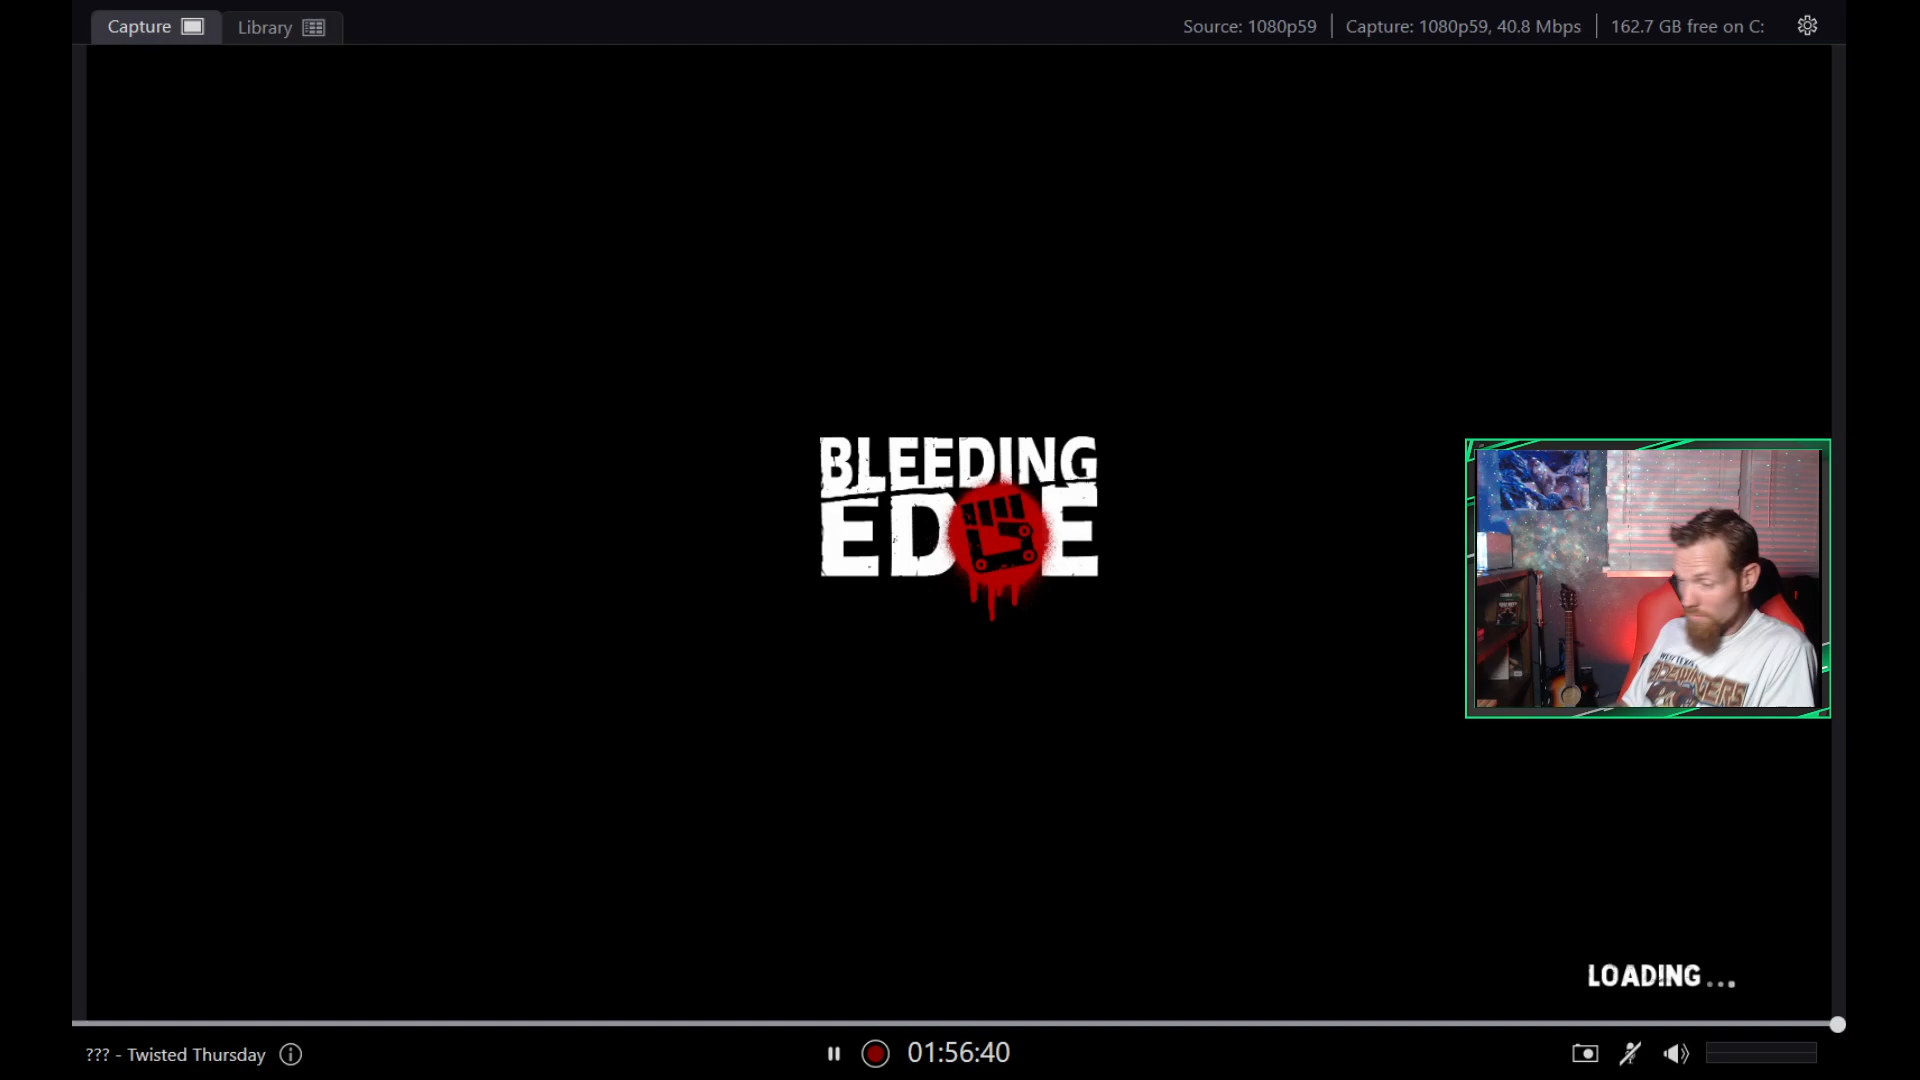 Capture
Library
Source: 1080p59
Capture: 1080p59, 40.8 Mbps
162.7 GB free on C:
BLEEDING
EDGE
LOADING...
??? - Twisted Thursday
01:56:40